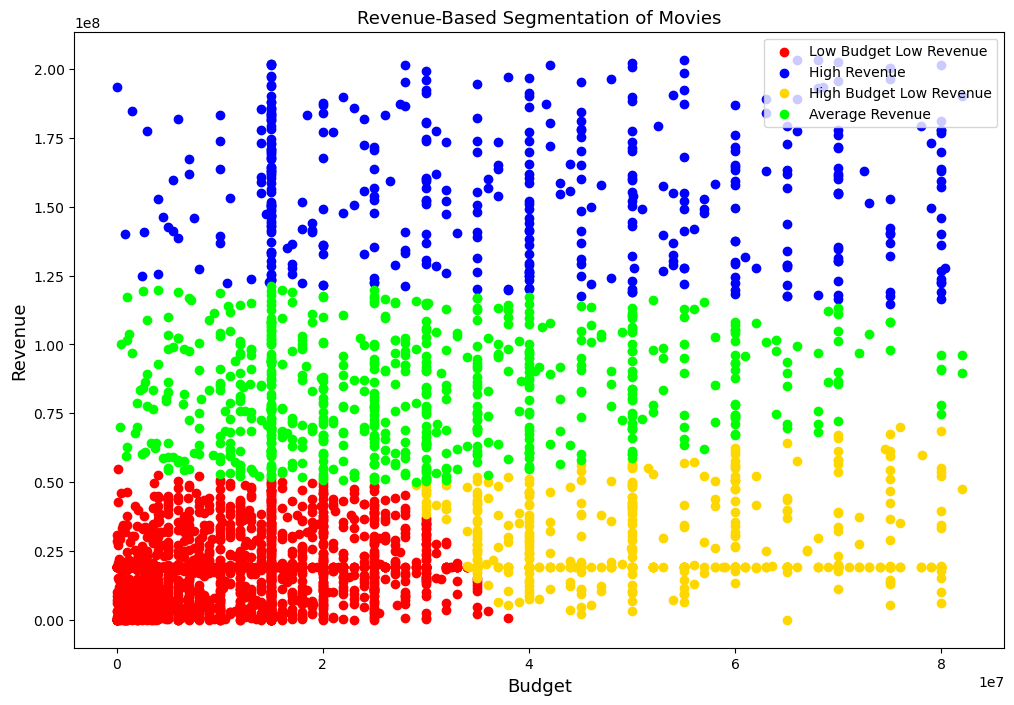 Revenue-Based Segmentation of Movies
1e8
Low Budget Low Revenue
High Revenue
High Budget Low Revenue
Average Revenue
2.00
1.75
1.50
1.25
1.00
0.75
0.50
0.25
0.00
Revenue
0 2 4 6 8
1e7
Budget